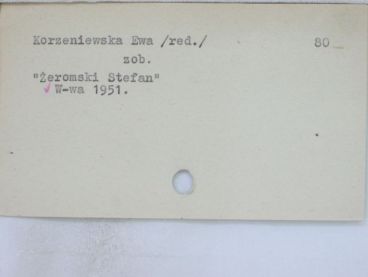 Korzeniewska Ewa /red./ 80
zob.
"Żeromski Stefan"
W-wa 1951.